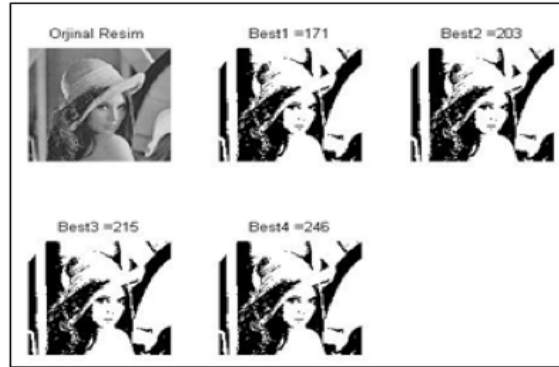 Orjinal Resim
Best1 =171
Best2 =203
Best3 =215
Best4 =246